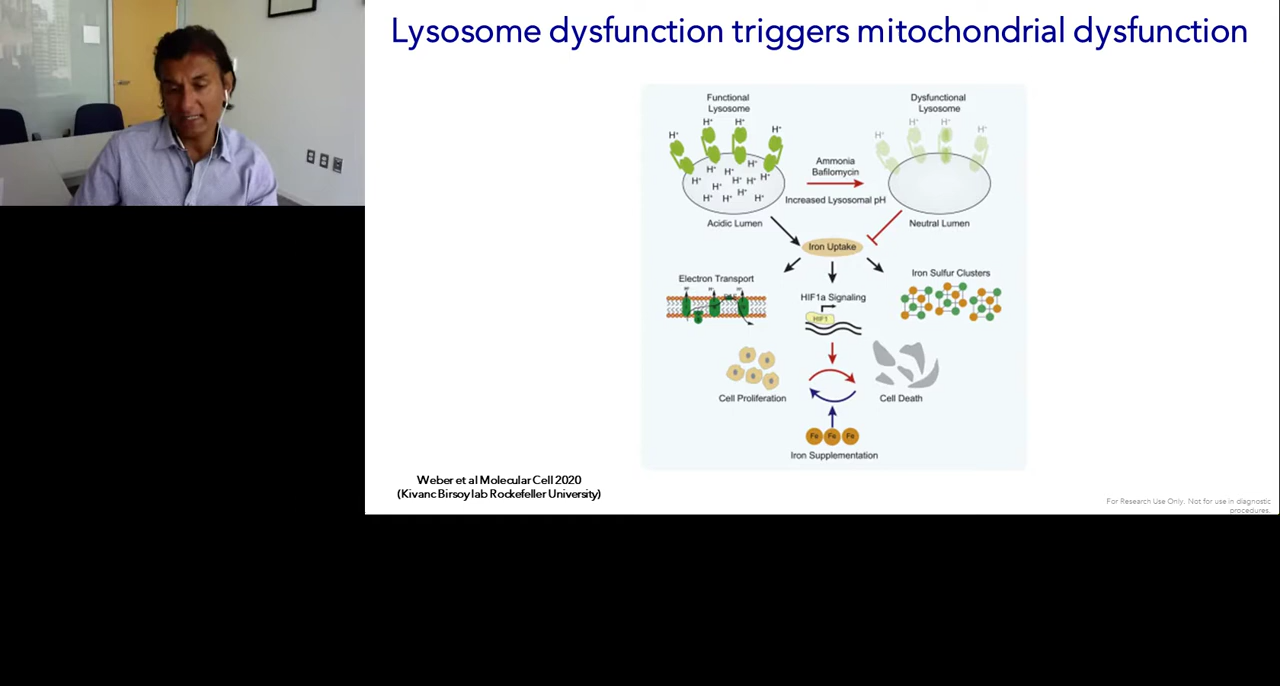 Lysosome dysfunction triggers mitochondrial dysfunction
Functional
Lysosome
Dysfunctional
Lysosome
H⁺ H⁺ H⁺ H⁺ H⁺
H⁺ H⁺ H⁺ H⁺
H⁺ H⁺ H⁺
H⁺ H⁺ H⁺ H⁺
H⁺ H⁺
H⁺ H⁺ H⁺
Ammonia
Bafilomycin
Increased Lysosomal pH
Acidic Lumen
Neutral Lumen
Iron Uptake
Electron Transport
HIF1a Signaling
HIF1
Iron Sulfur Clusters
Cell Proliferation
Cell Death
Fe Fe Fe
Iron Supplementation
Weber et al Molecular Cell 2020
(Kivanc Birsoy lab Rockefeller University)
For Research Use Only. Not for use in diagnostic
procedures.